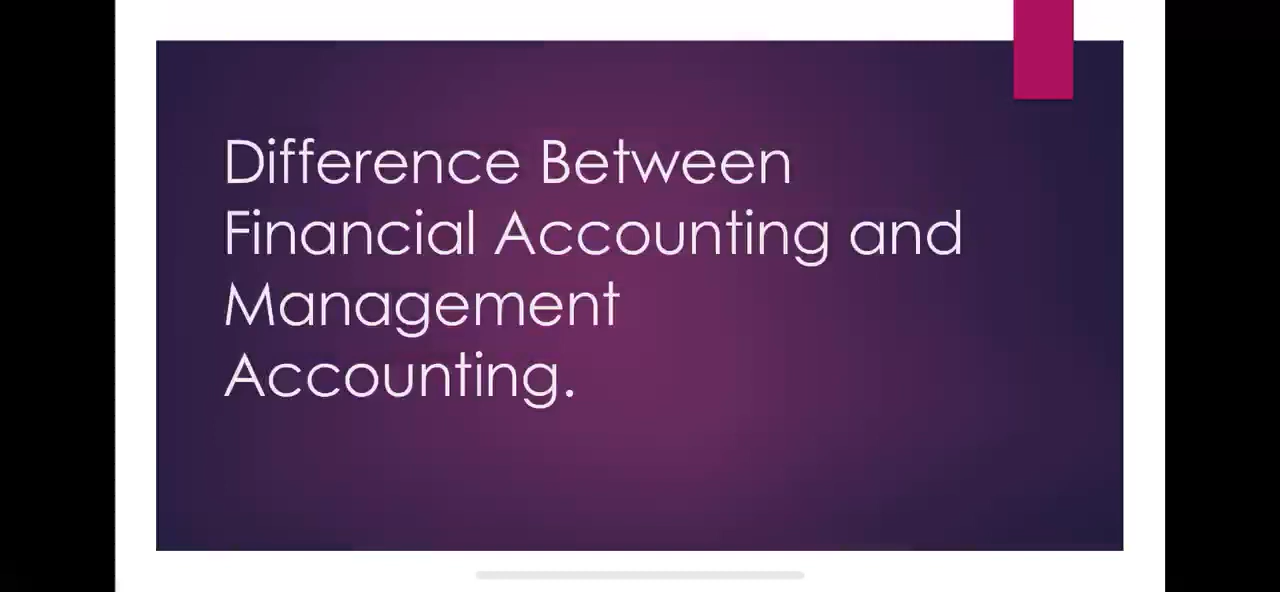 Difference Between
Financial Accounting and
Management
Accounting.